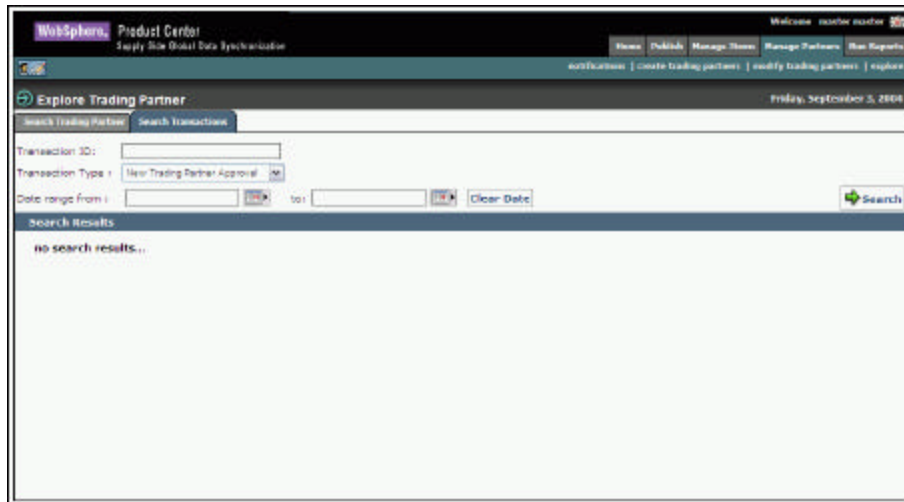 Welcome master master
WebSphere. Product Center
Supply Side Global Data Synchronization
Home Publish Manage Items Manage Partners Run Reports
notifications | create trading partners | modify trading partners | explore
Explore Trading Partner Friday, September 3, 2004
Search Trading Partner Search Transactions
Transaction ID:
Transaction Type : New Trading Partner Approval
Date range from : to: Clear Date Search
Search Results
no search results...